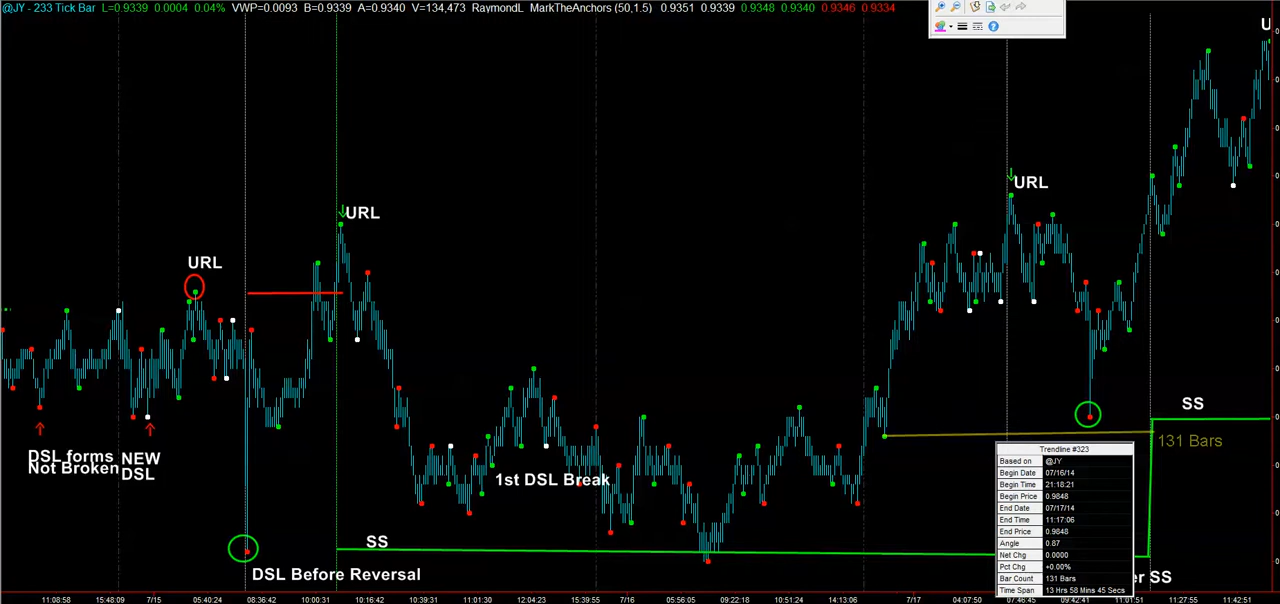 @JY - 233 Tick Bar L=0.9339 0.0004 0.04% VWP=0.0093 B=0.9339 A=0.9340 V=134,473 RaymondL MarkTheAnchors (50,1.5) 0.9351 0.9339 0.9348 0.9340 0.9346 0.9334
U
URL
URL
URL
SS
131 Bars
DSL forms
Not Broken
NEW
DSL
1st DSL Break
SS
DSL Before Reversal
Trendline #323
Based on @JY
Begin Date 07/16/14
Begin Time 21:18:21
Begin Price 0.9848
End Date 07/17/14
End Time 11:17:06
End Price 0.9848
Angle 0.87
Net Chg 0.0000
Pct Chg +0.00%
Bar Count 131 Bars
Time Span 13 Hrs 58 Mins 45 Secs
er SS
11:08:58 15:48:09 7/15 05:40:24 08:36:42 10:00:31 10:16:42 10:39:31 11:01:30 12:04:23 15:39:55 7/16 05:56:05 09:22:18 10:51:24 14:13:06 7/17 04:07:50 07:46:45 09:42:41 11:01:51 11:27:55 11:42:51